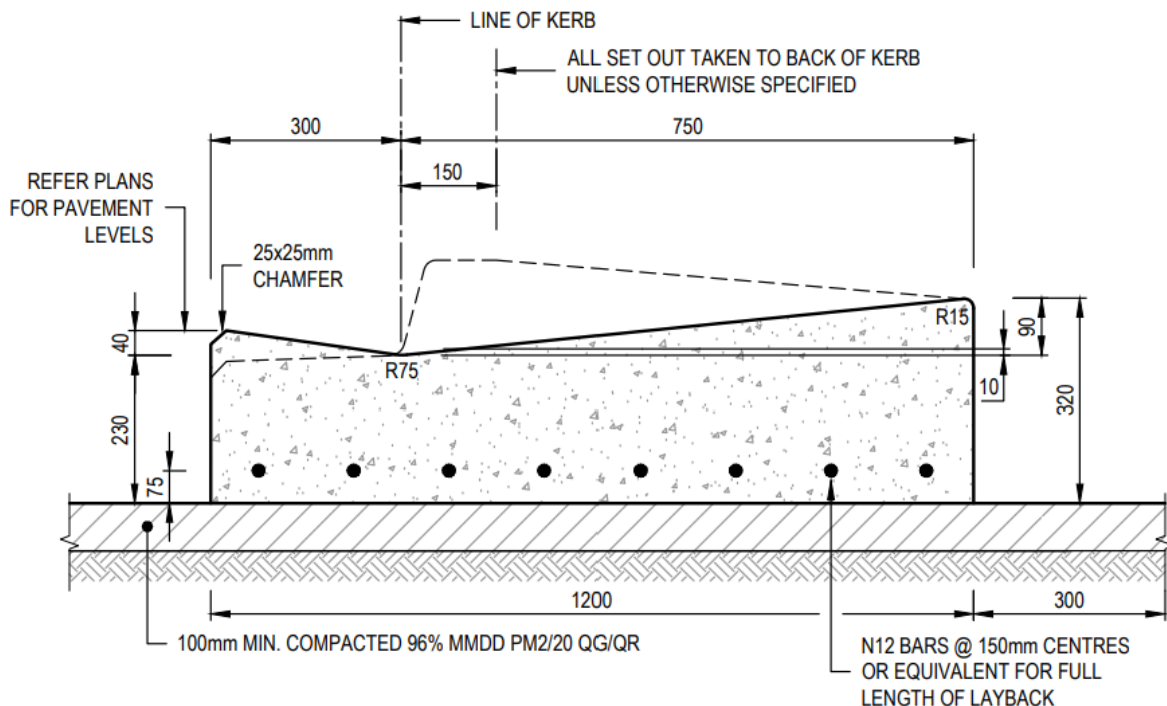 LINE OF KERB
ALL SET OUT TAKEN TO BACK OF KERB
UNLESS OTHERWISE SPECIFIED
300
750
150
REFER PLANS
FOR PAVEMENT
LEVELS
25x25mm
CHAMFER
40
R75
R15
90
10
230
320
75
1200
300
100mm MIN. COMPACTED 96% MMDD PM2/20 QG/QR
N12 BARS @ 150mm CENTRES
OR EQUIVALENT FOR FULL
LENGTH OF LAYBACK